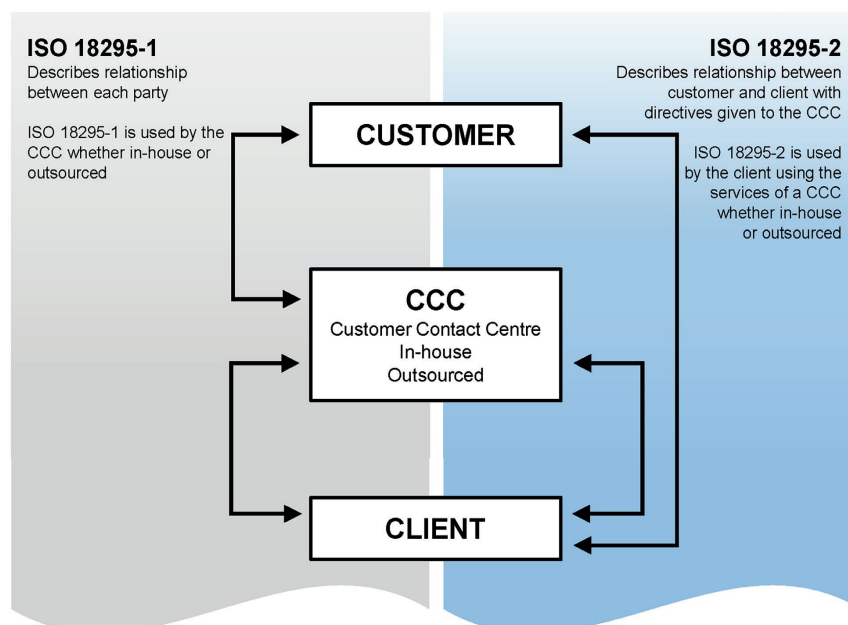 ISO 18295-1
Describes relationship
between each party
ISO 18295-1 is used by the
CCC whether in-house or
outsourced
ISO 18295-2
Describes relationship between
customer and client with
directives given to the CCC
ISO 18295-2 is used
by the client using the
services of a CCC
whether in-house
or outsourced
CUSTOMER
CCC
Customer Contact Centre
In-house
Outsourced
CLIENT